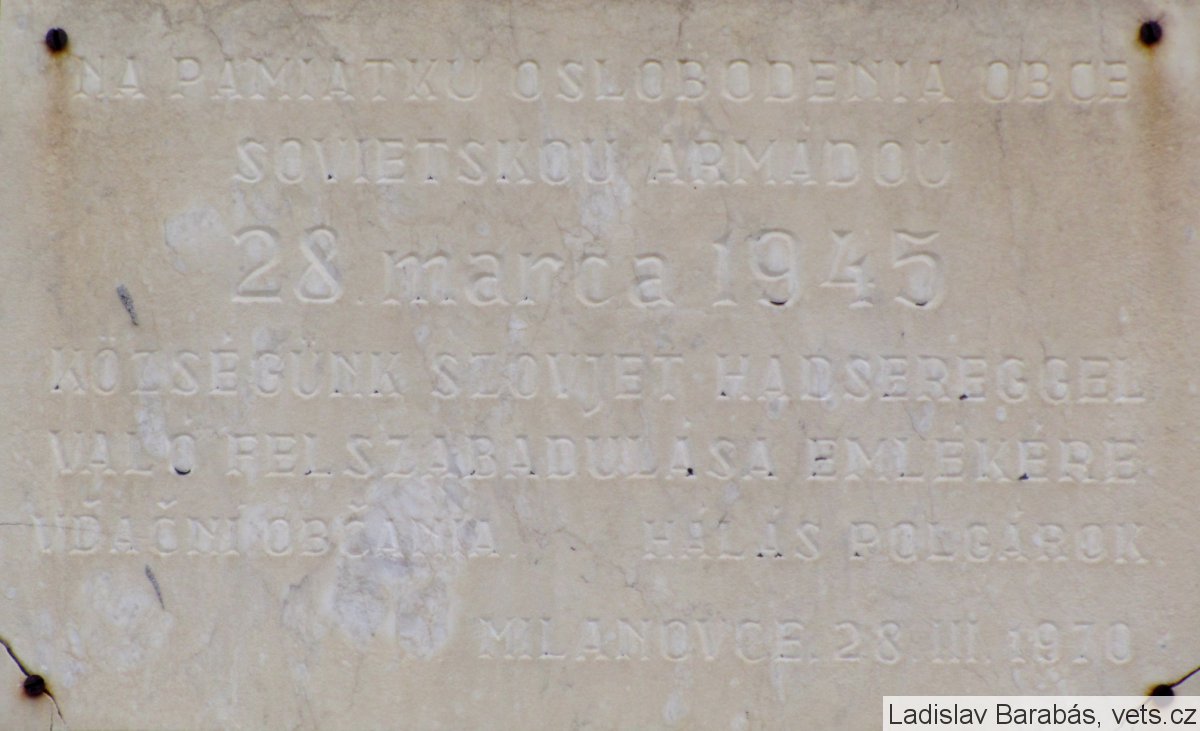 NA PAMIATKU OSLOBODENIA OBCE
SOVIETSKOU ARMÁDOU
28. marca 1945
KÖZSÉGÜNK SZOVJET HADSEREGGEL
VALÓ FELSZABADULÁSA EMLÉKÉRE
VĎAČNÍ OBČANIA. HÁLÁS POLGÁROK.
MILANOVCE. 28. III. 1970
Ladislav Barabás, vets.cz